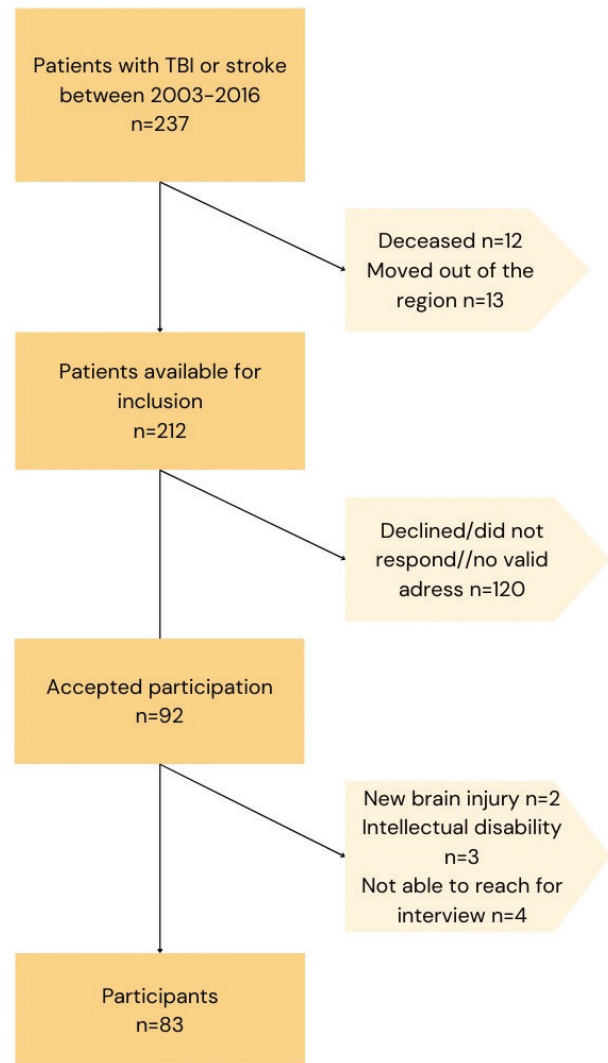 Patients with TBI or stroke
between 2003-2016
n=237
Deceased n=12
Moved out of the
region n=13
Patients available for
inclusion
n=212
Declined/did not
respond//no valid
adress n=120
Accepted participation
n=92
New brain injury n=2
Intellectual disability
n=3
Not able to reach for
interview n=4
Participants
n=83